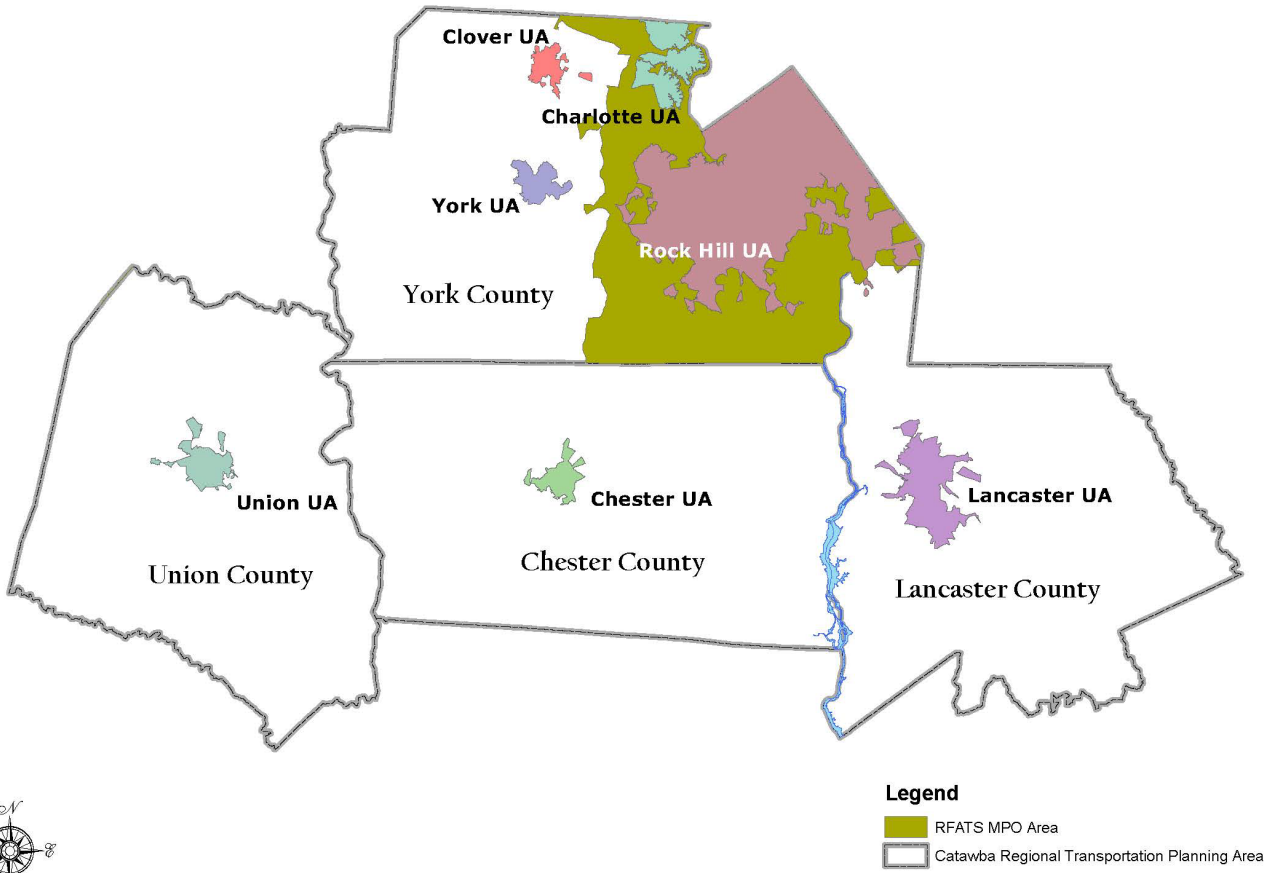 Clover UA
Charlotte UA
York UA
Rock Hill UA
York County
Union UA
Chester UA
Lancaster UA
Union County
Chester County
Lancaster County
Legend
RFATS MPO Area
Catawba Regional Transportation Planning Area
N
E